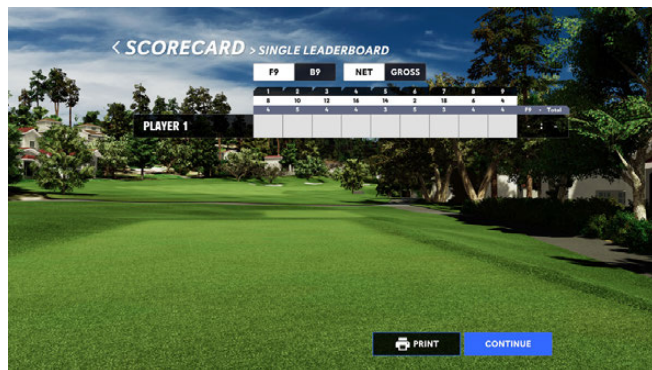 < SCORECARD > SINGLE LEADERBOARD
F9 B9 NET GROSS
1 2 3 4 5 6 7 8 9
8 10 12 16 14 2 18 6 4
4 5 4 4 3 5 3 4 4 F9 - Total
PLAYER 1 - : -
PRINT CONTINUE